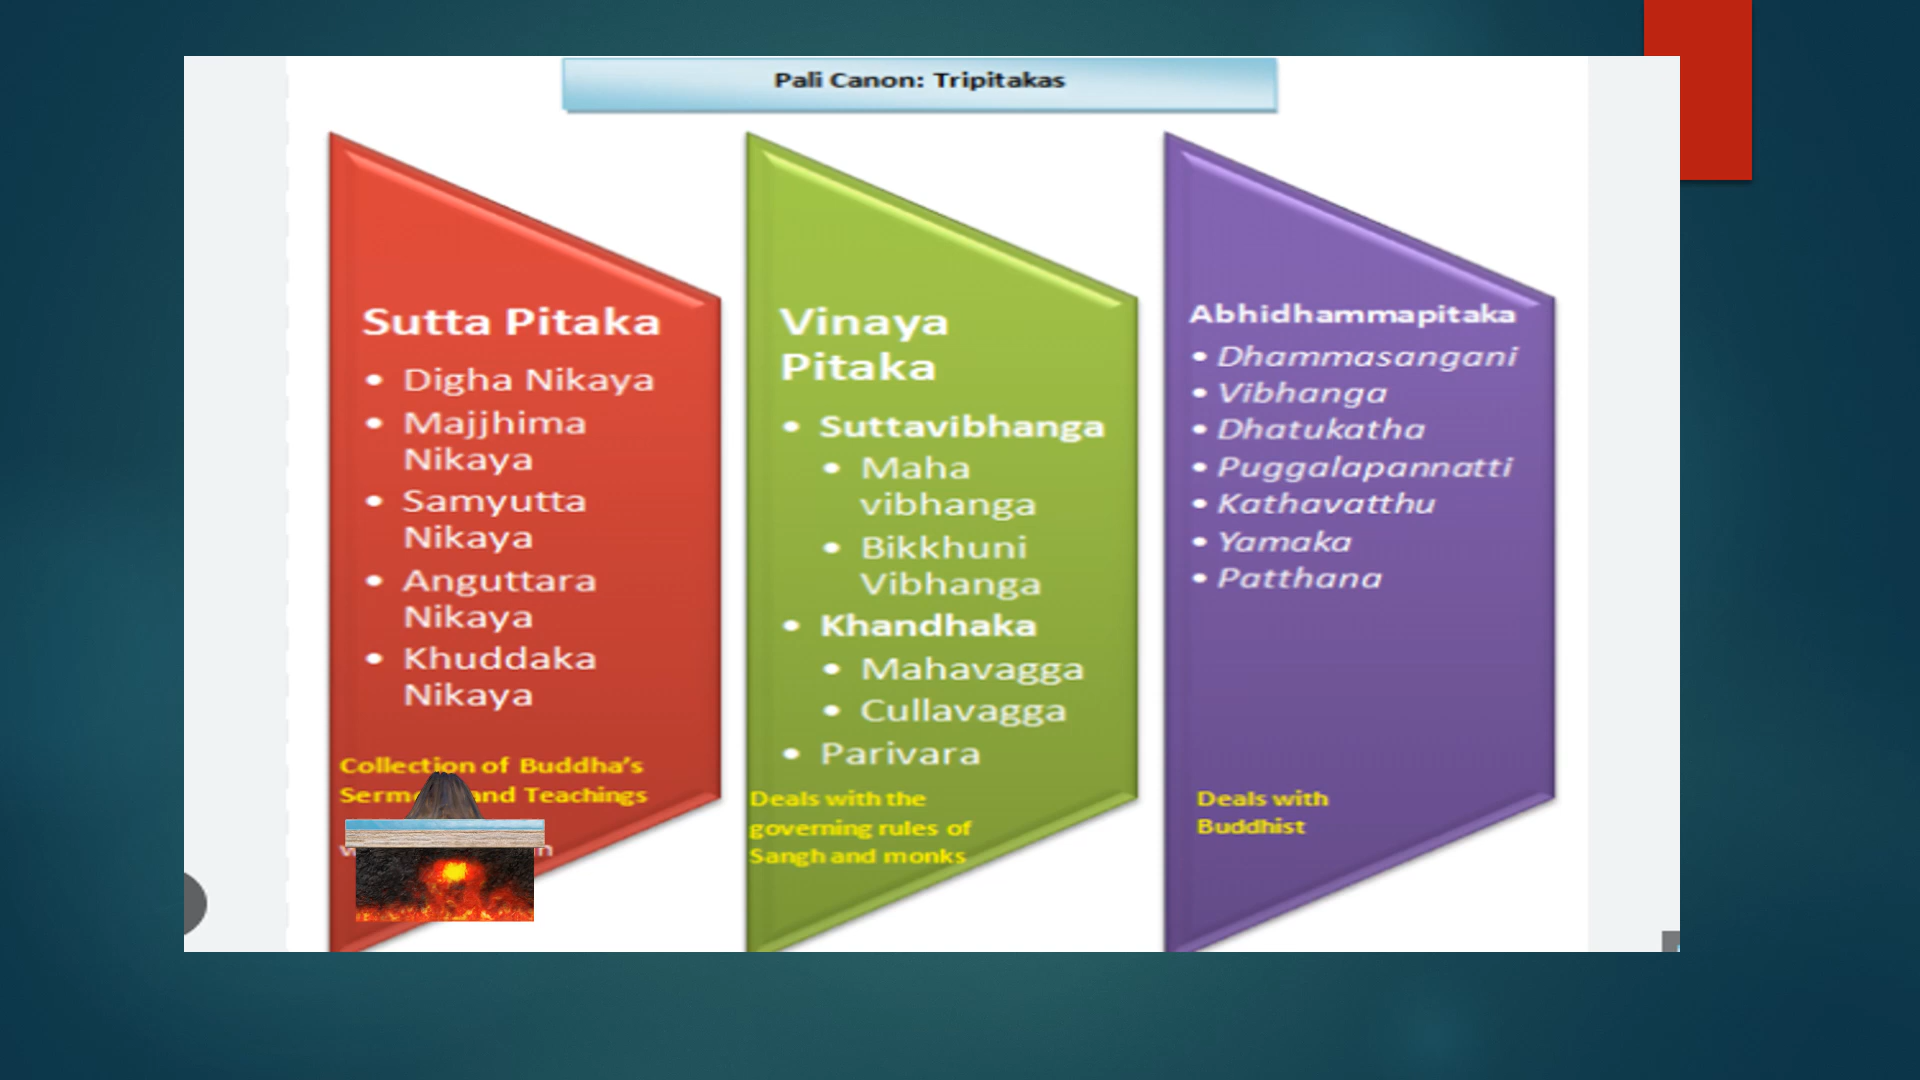 Pali Canon: Tripitakas
Sutta Pitaka
• Digha Nikaya
• Majjhima
Nikaya
• Samyutta
Nikaya
• Anguttara
Nikaya
• Khuddaka
Nikaya
Collection of Buddha’s
and Teachings
Vinaya
Pitaka
• Suttavibhanga
• Maha
vibhanga
• Bikkhuni
Vibhanga
• Khandhaka
• Mahavagga
• Cullavagga
• Parivara
Deals with the
governing rules of
Sangh and monks
Abhidhammapitaka
• Dhammasangani
• Vibhanga
• Dhatukatha
• Puggalapannatti
• Kathavatthu
• Yamaka
• Patthana
Deals with
Buddhist